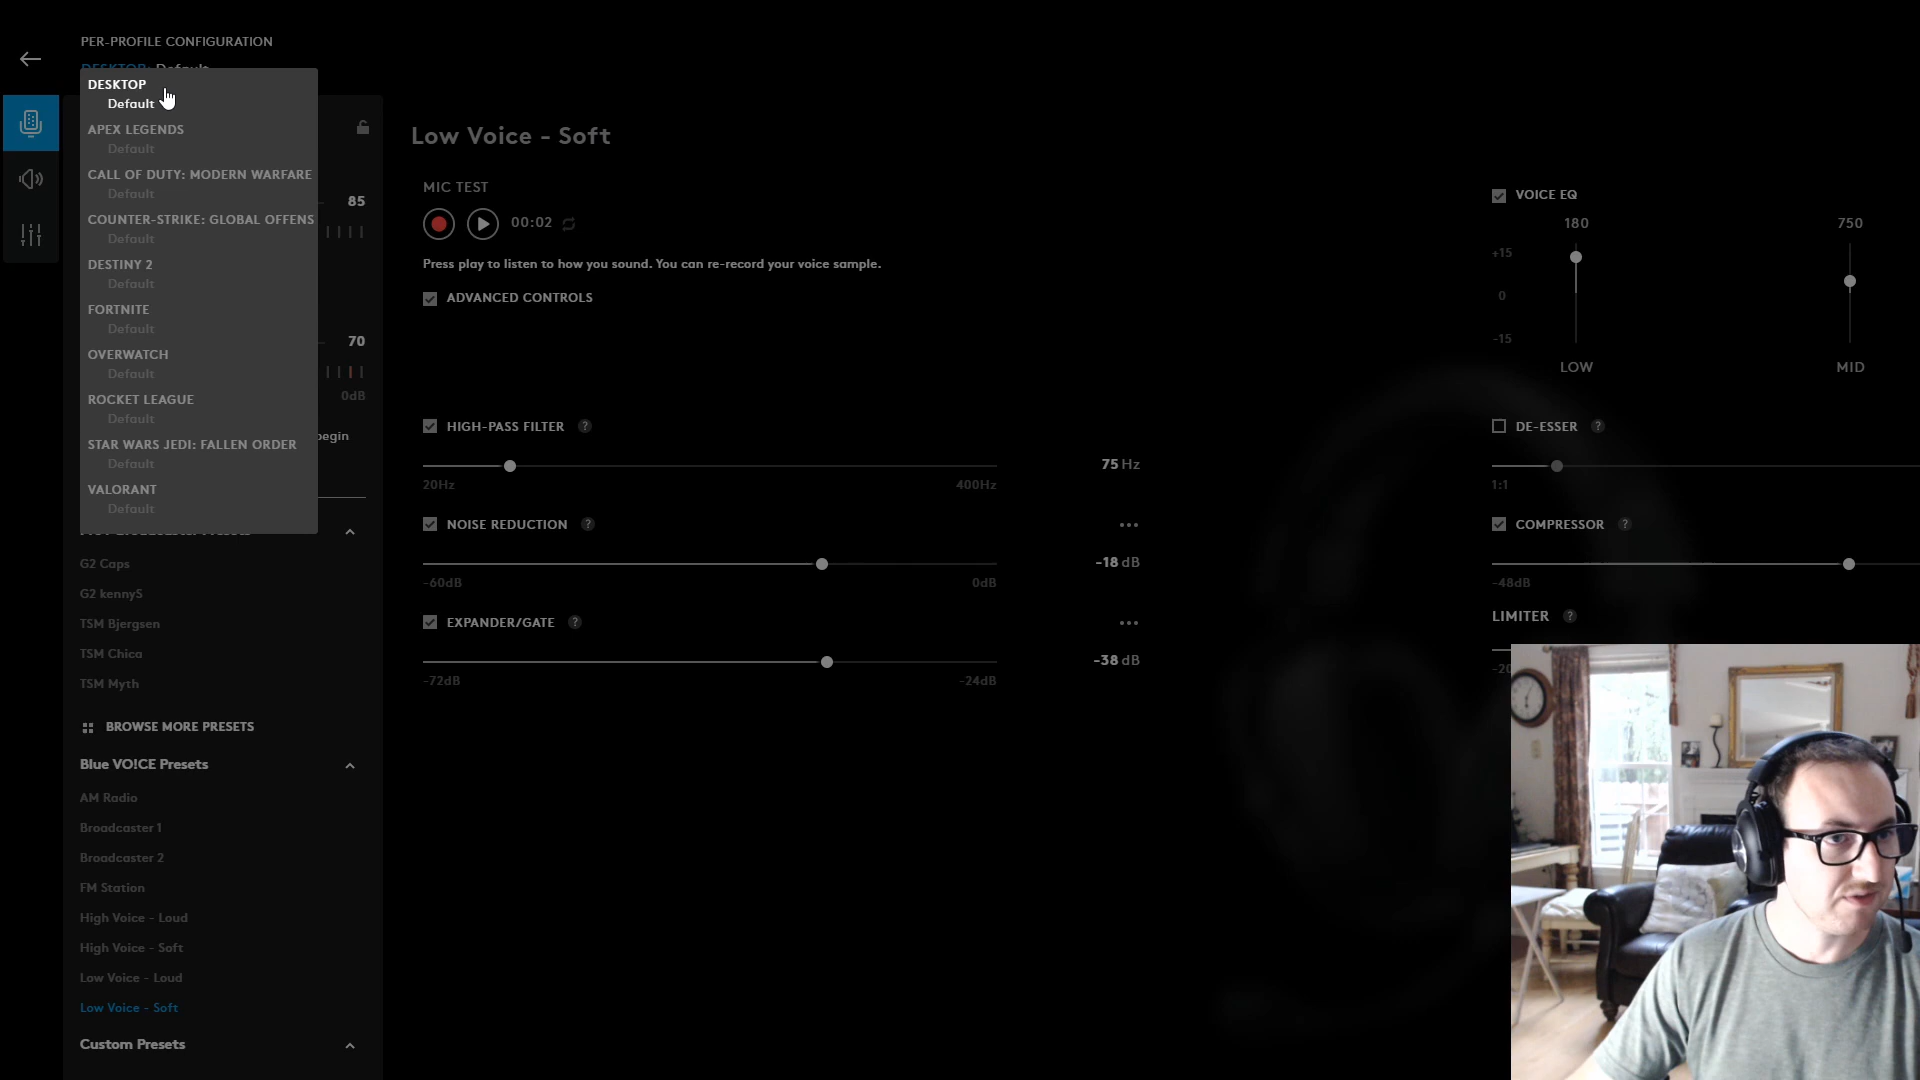 PER-PROFILE CONFIGURATION
DESKTOP: Default
DESKTOP
Default
APEX LEGENDS
Default
CALL OF DUTY: MODERN WARFARE
Default
COUNTER-STRIKE: GLOBAL OFFENS
Default
DESTINY 2
Default
FORTNITE
Default
OVERWATCH
Default
ROCKET LEAGUE
Default
STAR WARS JEDI: FALLEN ORDER
Default
VALORANT
Default
85
70
0dB
begin
G2 Caps
G2 kennyS
TSM Bjergsen
TSM Chica
TSM Myth
BROWSE MORE PRESETS
Blue VO!CE Presets
AM Radio
Broadcaster 1
Broadcaster 2
FM Station
High Voice - Loud
High Voice - Soft
Low Voice - Loud
Low Voice - Soft
Custom Presets
Low Voice - Soft
MIC TEST
00:02
Press play to listen to how you sound. You can re-record your voice sample.
ADVANCED CONTROLS
HIGH-PASS FILTER ?
75 Hz
20Hz 400Hz
NOISE REDUCTION ?
-18 dB
-60dB 0dB
EXPANDER/GATE ?
-38 dB
-72dB -24dB
VOICE EQ
180 750
+15
0
-15
LOW MID
DE-ESSER ?
1:1
COMPRESSOR ?
-48dB
LIMITER ?
-20